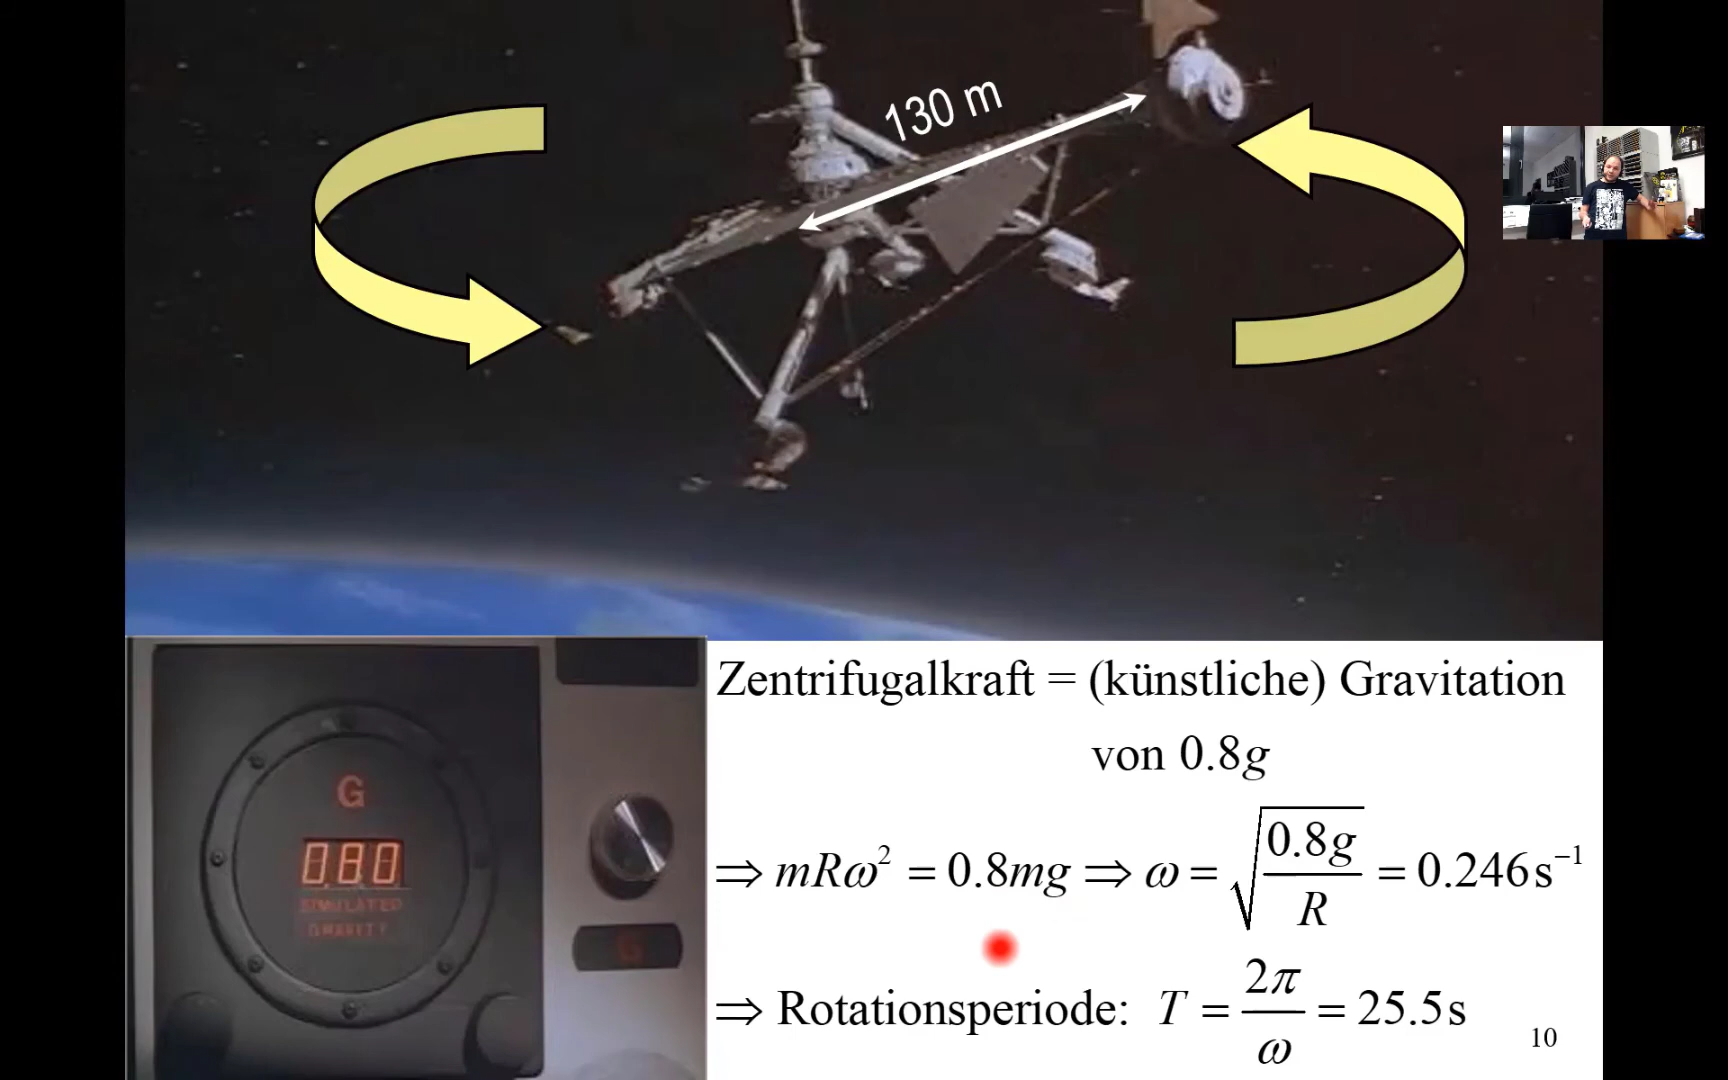 130 m
G
0.80
SIMULATED
GRAVITY
G
Zentrifugalkraft = (künstliche) Gravitation
von 0.8g
⇒ mRω² = 0.8mg ⇒ ω = √(0.8g/R) = 0.246 s⁻¹
⇒ Rotationsperiode: T = 2π/ω = 25.5 s
10